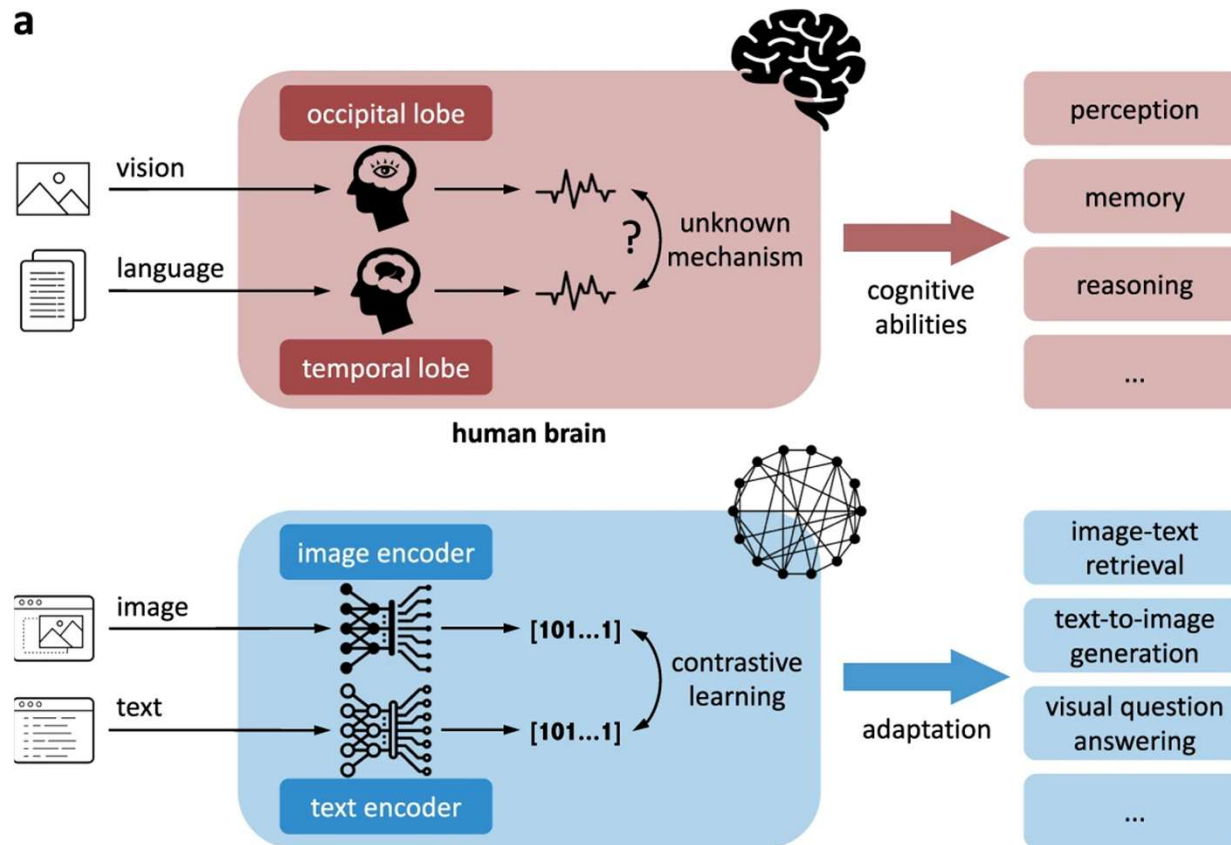 a
occipital lobe
vision
language
?
unknown
mechanism
temporal lobe
human brain
cognitive
abilities
perception
memory
reasoning
...
image encoder
image
[101...1]
text
[101...1]
contrastive
learning
text encoder
adaptation
image-text
retrieval
text-to-image
generation
visual question
answering
...